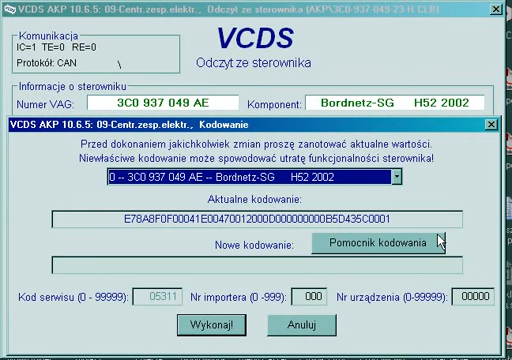 VCDS AKP 10.6.5: 09-Centr.zesp.elektr., Odczyt ze sterownika (AKP\3C0-937-049-23-H CLB)
Komunikacja
IC=1 TE=0 RE=0
Protokół: CAN \
VCDS
Odczyt ze sterownika
Informacje o sterowniku
Numer VAG: 3C0 937 049 AE Komponent: Bordnetz-SG H52 2002
VCDS AKP 10.6.5: 09-Centr.zesp.elektr., Kodowanie
Przed dokonaniem jakichkolwiek zmian proszę zanotować aktualne wartości.
Niewłaściwe kodowanie może spowodować utratę funkcjonalności sterownika!
0 -- 3C0 937 049 AE -- Bordnetz-SG H52 2002
Aktualne kodowanie:
E78A8F0F00041E00470012000D000000000B5D435C0001
Nowe kodowanie: Pomocnik kodowania
Kod serwisu (0 - 99999): 05311 Nr importera (0 -999): 000 Nr urządzenia (0-99999): 00000
Wykonaj! Anuluj